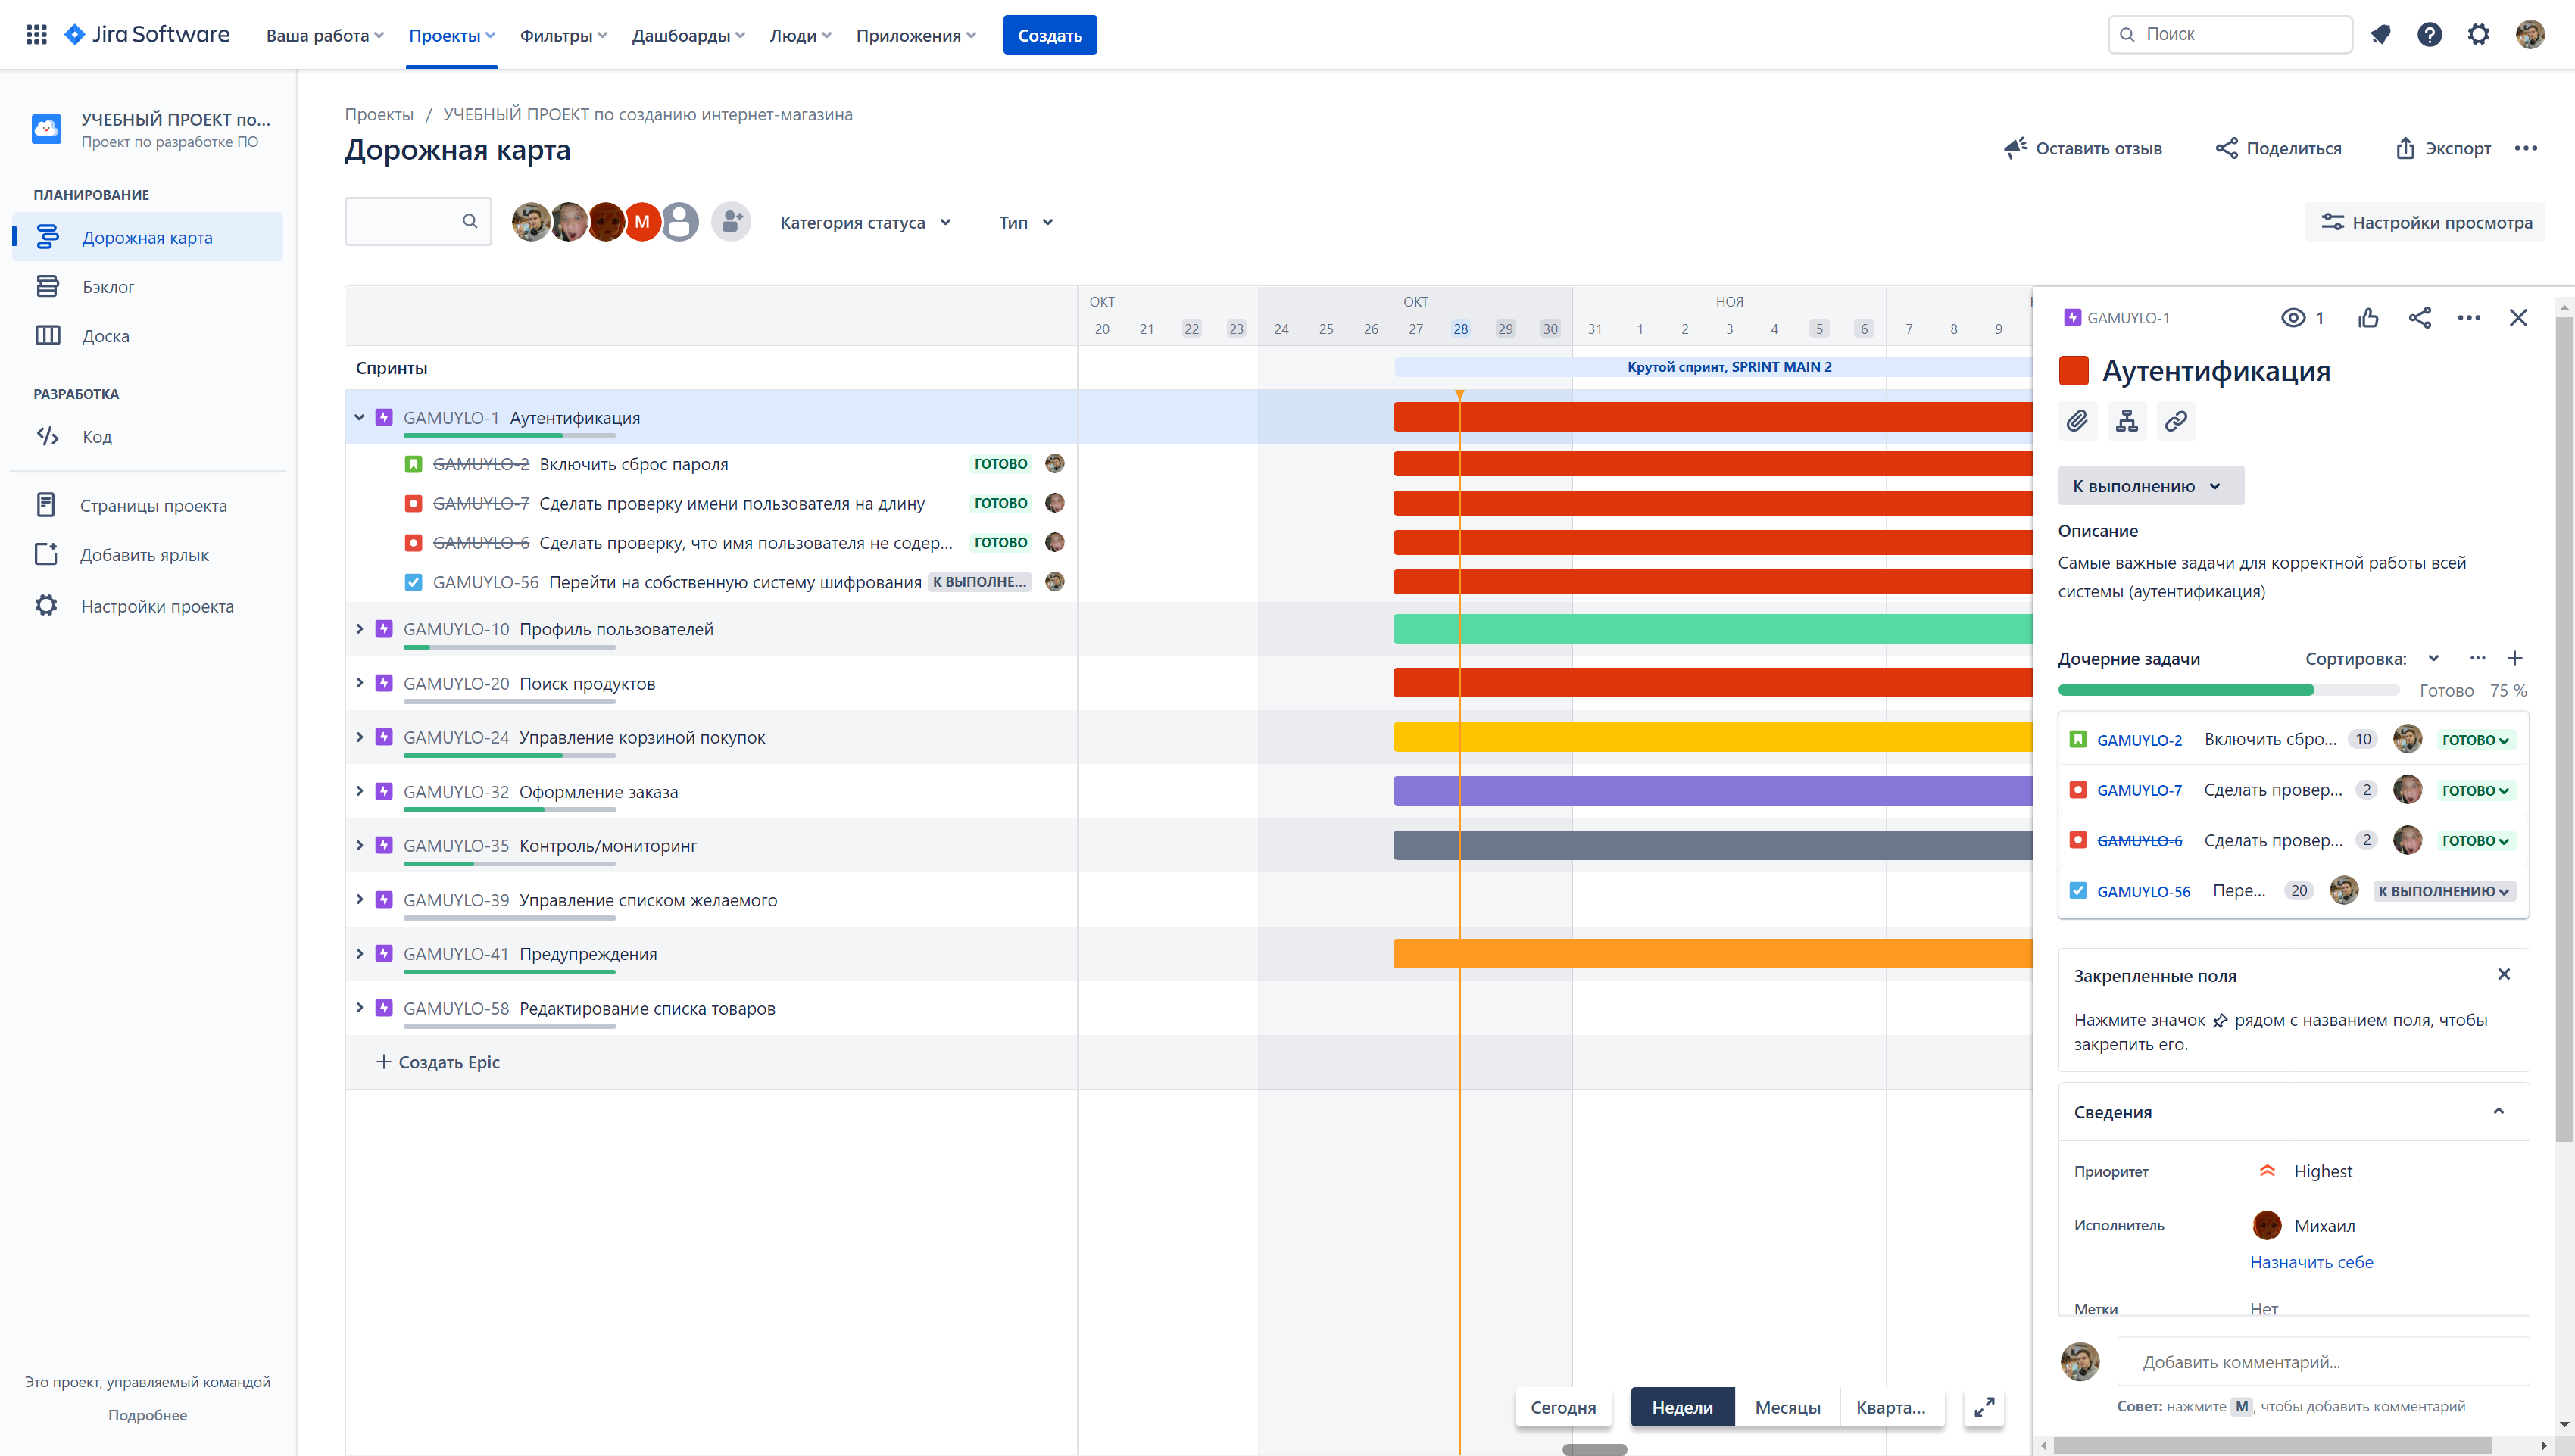 Jira Software Ваша работа Проекты Фильтры Дашборды Люди Приложения Создать Поиск
УЧЕБНЫЙ ПРОЕКТ по...
Проект по разработке ПО
ПЛАНИРОВАНИЕ
Дорожная карта
Бэклог
Доска
РАЗРАБОТКА
Код
Страницы проекта
Добавить ярлык
Настройки проекта
Это проект, управляемый командой
Подробнее
Проекты / УЧЕБНЫЙ ПРОЕКТ по созданию интернет-магазина
Дорожная карта
Оставить отзыв Поделиться Экспорт
М Категория статуса Тип Настройки просмотра
ОКТ ОКТ НОЯ
20 21 22 23 24 25 26 27 28 29 30 31 1 2 3 4 5 6 7 8 9
Спринты Крутой спринт, SPRINT MAIN 2
GAMUYLO-1 Аутентификация
GAMUYLO-2 Включить сброс пароля ГОТОВО
GAMUYLO-7 Сделать проверку имени пользователя на длину ГОТОВО
GAMUYLO-6 Сделать проверку, что имя пользователя не содер... ГОТОВО
GAMUYLO-56 Перейти на собственную систему шифрования К ВЫПОЛНЕ...
GAMUYLO-10 Профиль пользователей
GAMUYLO-20 Поиск продуктов
GAMUYLO-24 Управление корзиной покупок
GAMUYLO-32 Оформление заказа
GAMUYLO-35 Контроль/мониторинг
GAMUYLO-39 Управление списком желаемого
GAMUYLO-41 Предупреждения
GAMUYLO-58 Редактирование списка товаров
Создать Epic
Сегодня Недели Месяцы Кварта...
GAMUYLO-1 1
Аутентификация
К выполнению
Описание
Самые важные задачи для корректной работы всей
системы (аутентификация)
Дочерние задачи Сортировка:
Готово 75 %
GAMUYLO-2 Включить сбро... 10 ГОТОВО
GAMUYLO-7 Сделать провер... 2 ГОТОВО
GAMUYLO-6 Сделать провер... 2 ГОТОВО
GAMUYLO-56 Пере... 20 К ВЫПОЛНЕНИЮ
Закрепленные поля
Нажмите значок рядом с названием поля, чтобы
закрепить его.
Сведения
Приоритет Highest
Исполнитель Михаил
Назначить себе
Метки Нет
Добавить комментарий...
Совет: нажмите M , чтобы добавить комментарий